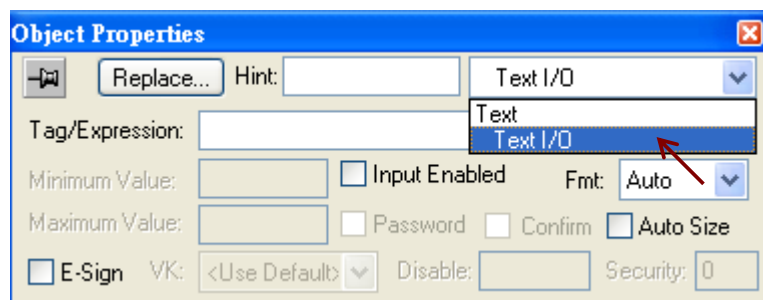 Object Properties
Replace... Hint: Text I/O
Text
Tag/Expression:
Text I/O
Minimum Value: Input Enabled Fmt: Auto
Maximum Value: Password Confirm Auto Size
E-Sign VK: <Use Default> Disable: Security: 0